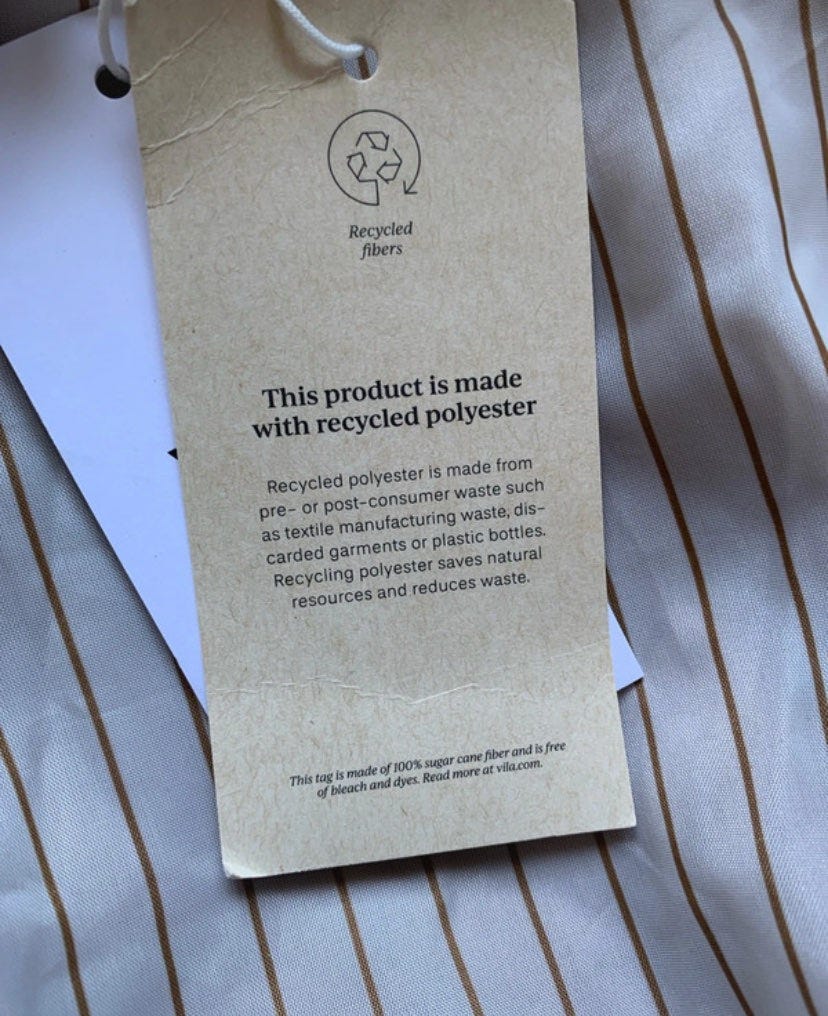 Recycled
fibers
This product is made
with recycled polyester
Recycled polyester is made from
pre- or post-consumer waste such
as textile manufacturing waste, dis-
carded garments or plastic bottles.
Recycling polyester saves natural
resources and reduces waste.
This tag is made of 100% sugar cane fiber and is free
of bleach and dyes. Read more at vila.com.